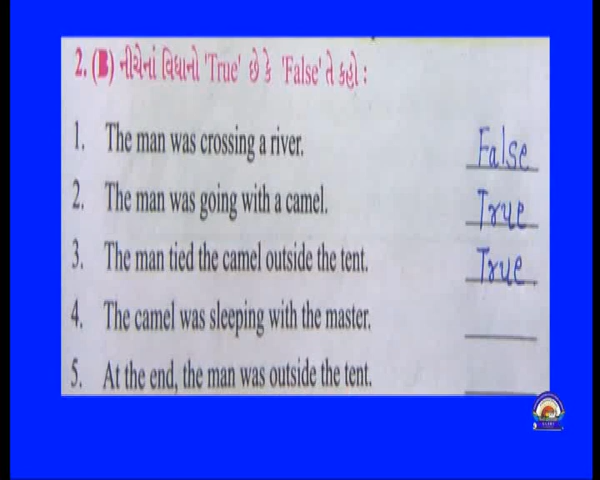 2. (B) નીચેનાં વિધાનો 'True' છે કે 'False' તે કહો :
1. The man was crossing a river. False
2. The man was going with a camel. True
3. The man tied the camel outside the tent. True
4. The camel was sleeping with the master.
5. At the end, the man was outside the tent.